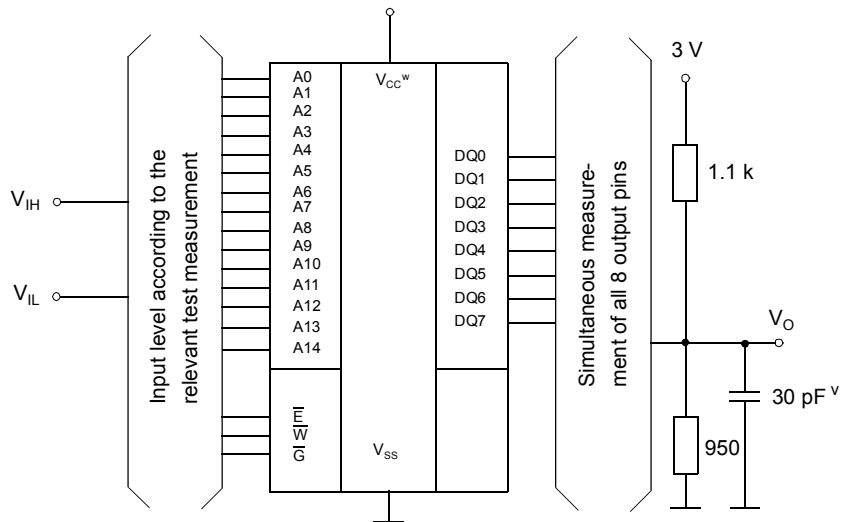 V_IH
V_IL
Input level according to the
relevant test measurement
A0
A1
A2
A3
A4
A5
A6
A7
A8
A9
A10
A11
A12
A13
A14
E̅
W̅
G̅
V_CC^w
V_SS
DQ0
DQ1
DQ2
DQ3
DQ4
DQ5
DQ6
DQ7
Simultaneous measure-
ment of all 8 output pins
3 V
1.1 k
V_O
30 pF ^v
950